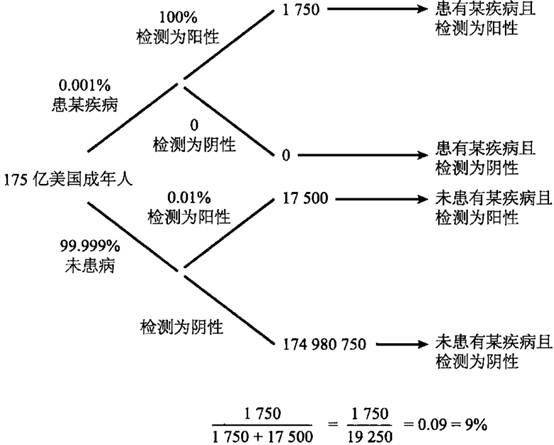 100%
检测为阳性
1 750
患有某疾病且
检测为阳性
0.001%
患某疾病
0
检测为阴性
0
患有某疾病且
检测为阴性
175 亿美国成年人
0.01%
检测为阳性
17 500
未患有某疾病且
检测为阳性
99.999%
未患病
检测为阴性
174 980 750
未患有某疾病且
检测为阴性
1 750 / 1 750 + 17 500 = 1 750 / 19 250 = 0.09 = 9%